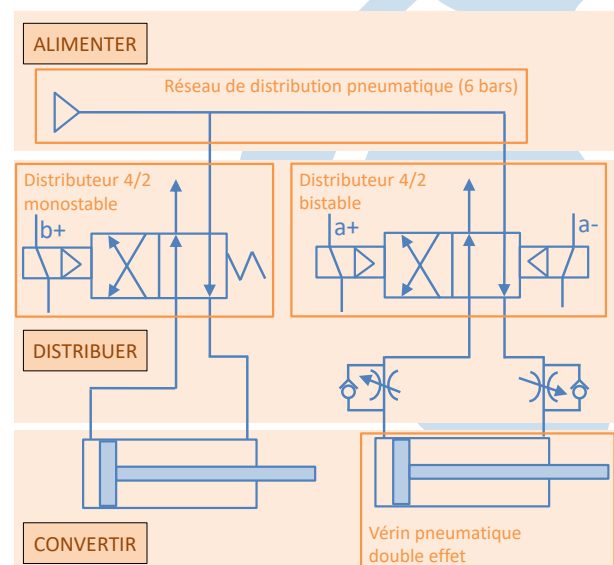 ALIMENTER
Réseau de distribution pneumatique (6 bars)
Distributeur 4/2
monostable
b+
Distributeur 4/2
bistable
a+
a-
DISTRIBUER
Vérin pneumatique
double effet
CONVERTIR